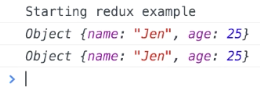 Starting redux example
Object {name: "Jen", age: 25}
Object {name: "Jen", age: 25}
>